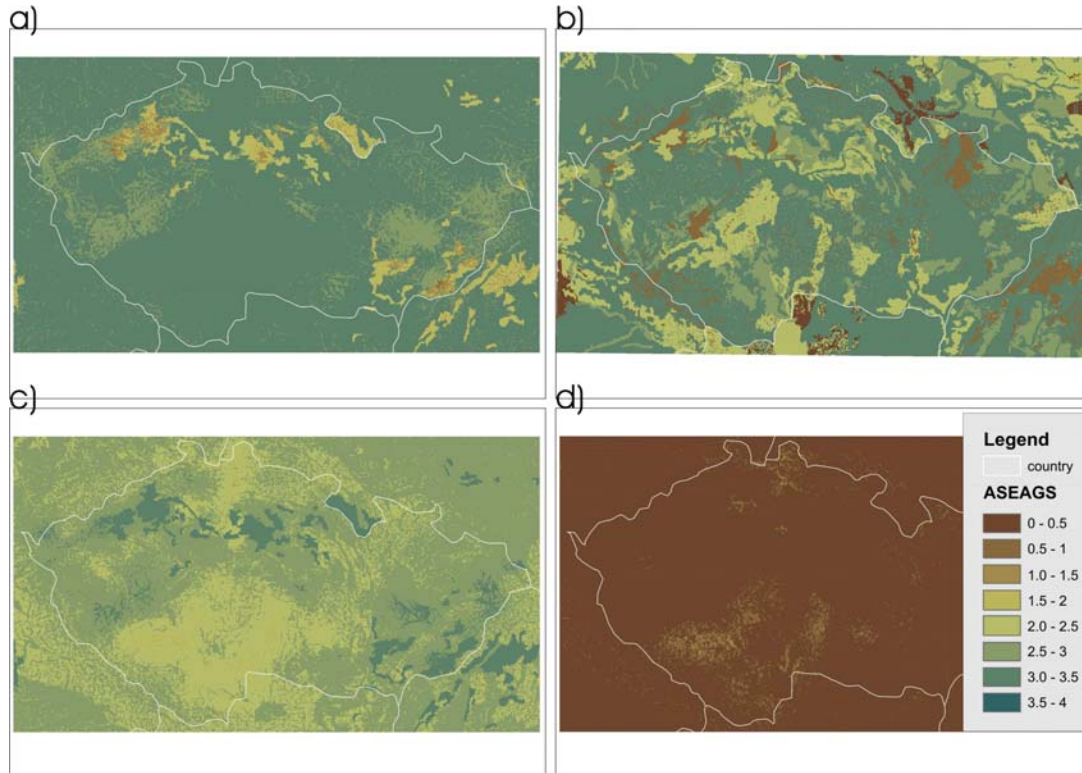 a)
b)
c)
d)
Legend
country
ASEAGS
0 - 0.5
0.5 - 1
1.0 - 1.5
1.5 - 2
2.0 - 2.5
2.5 - 3
3.0 - 3.5
3.5 - 4